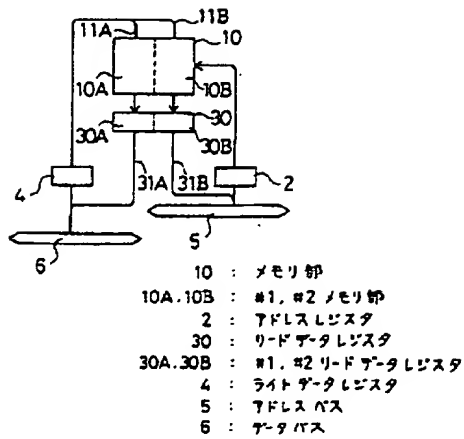 11B
11A
10
10A
10B
30
30A
30B
4
31A
31B
2
6
5
10 : メモリ部
10A.10B : #1, #2 メモリ部
2 : アドレスレジスタ
30 : リードデータレジスタ
30A.30B : #1, #2 リードデータレジスタ
4 : ライトデータレジスタ
5 : アドレスバス
6 : データバス